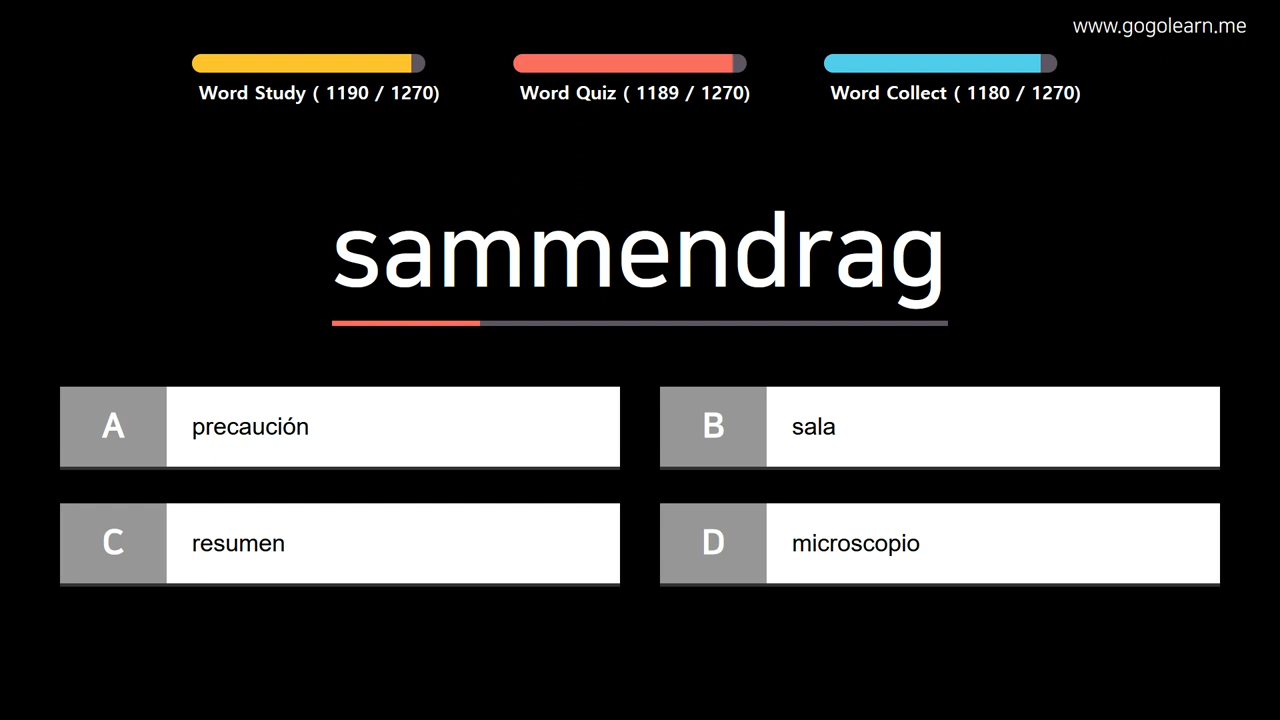 www.gogolearn.me
Word Study ( 1190 / 1270)
Word Quiz ( 1189 / 1270)
Word Collect ( 1180 / 1270)
sammendrag
A precaución
B sala
C resumen
D microscopio